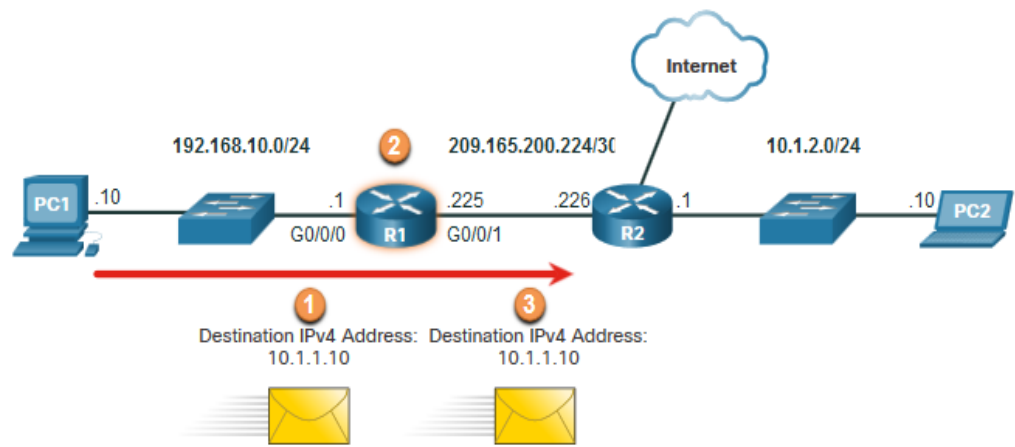 Internet
192.168.10.0/24
2
209.165.200.224/30
10.1.2.0/24
PC1
.10
.1
R1
.225
.226
R2
.1
.10
PC2
G0/0/0
G0/0/1
1
3
Destination IPv4 Address:
10.1.1.10
Destination IPv4 Address:
10.1.1.10